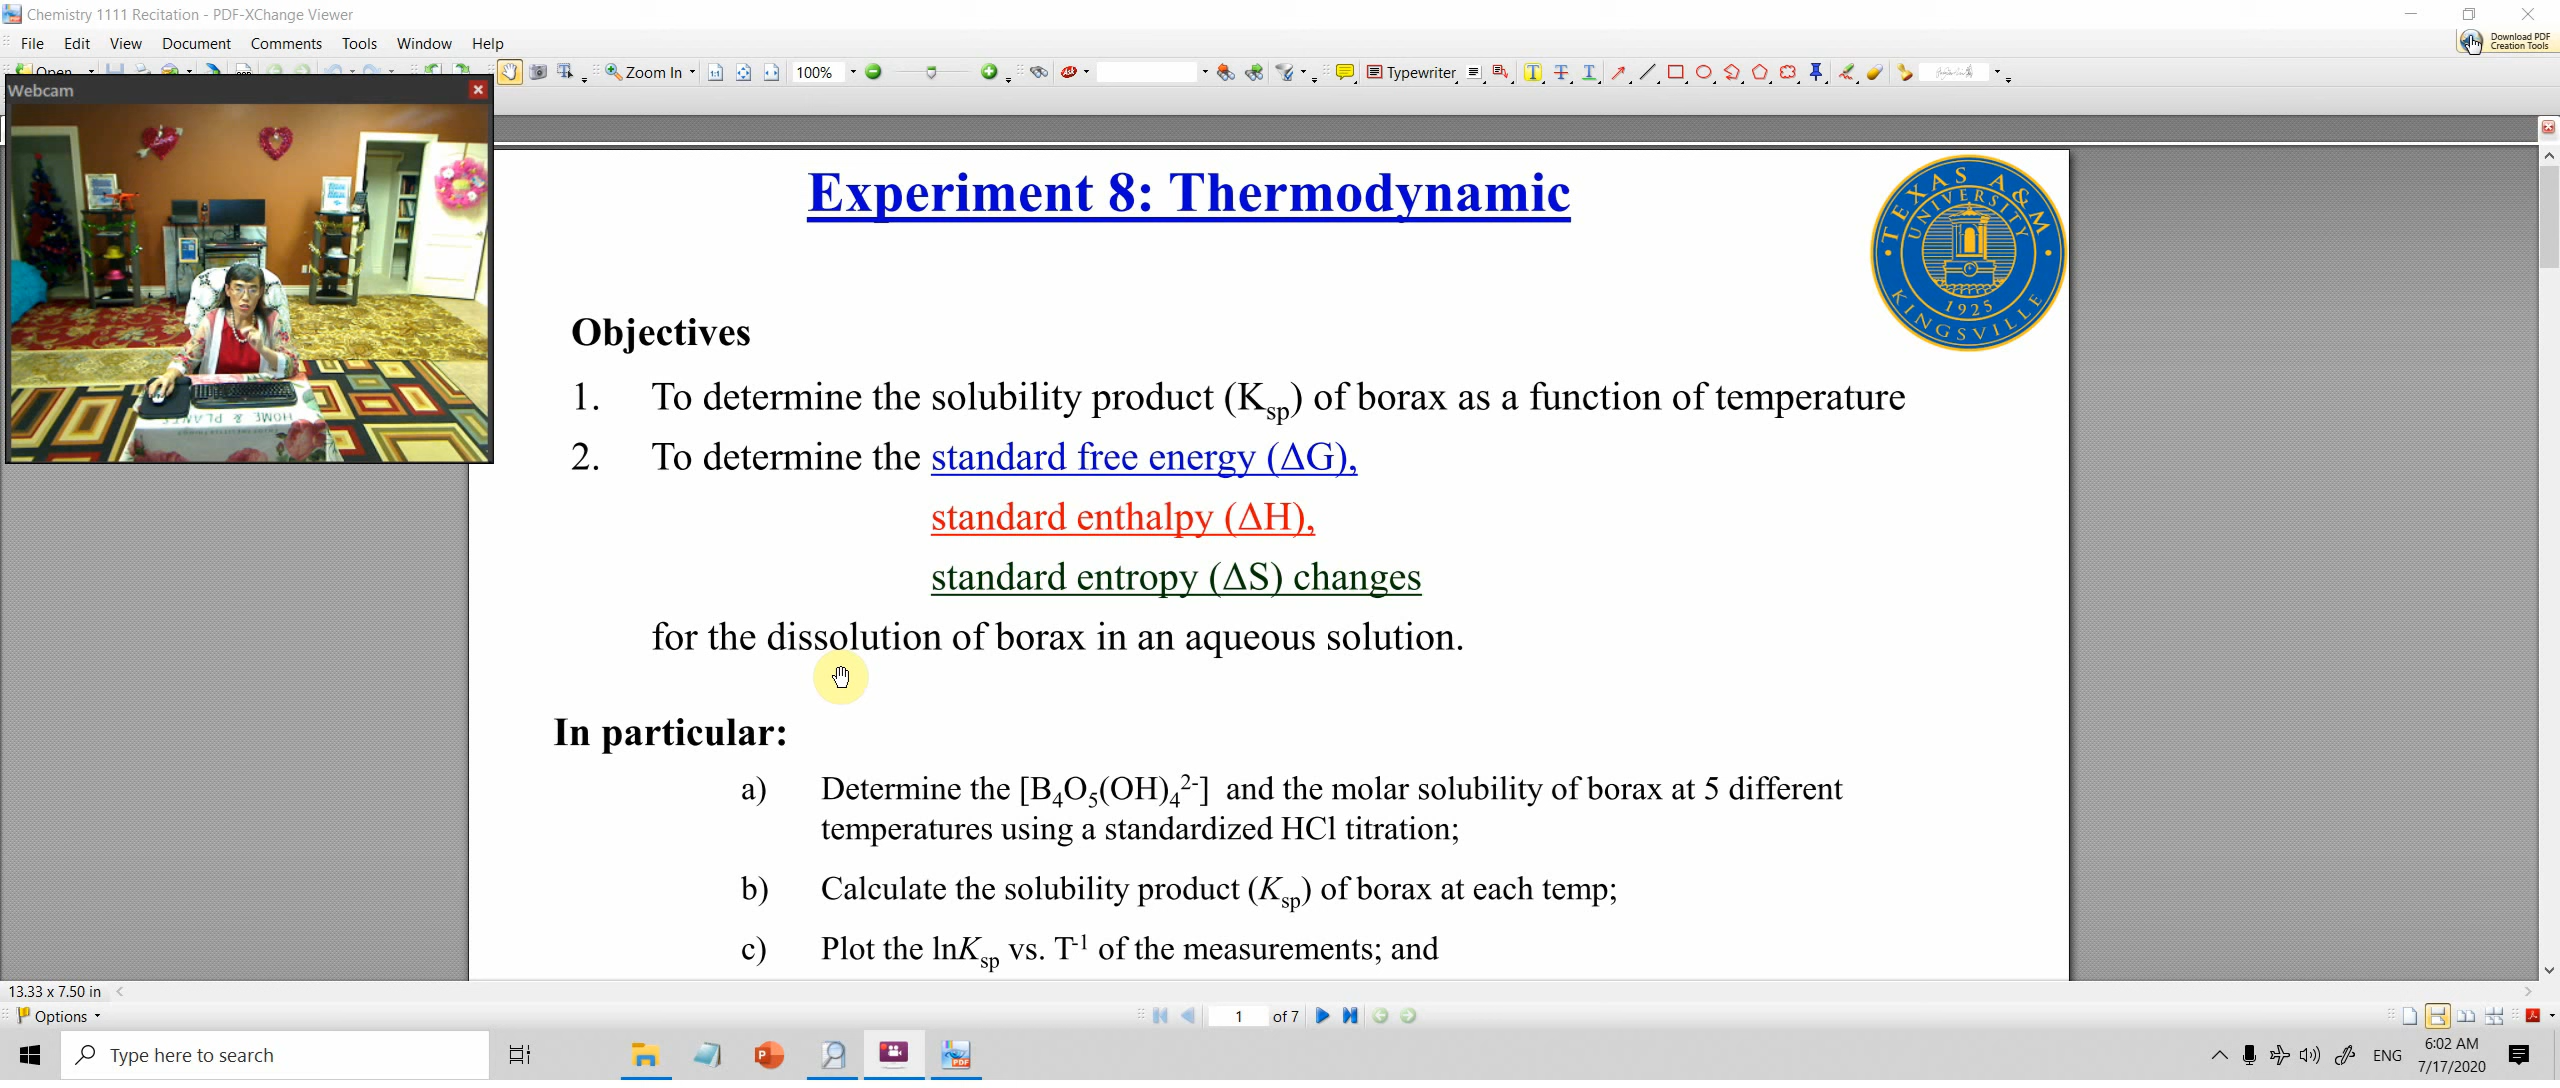 Chemistry 1111 Recitation - PDF-XChange Viewer
File Edit View Document Comments Tools Window Help
Download PDF
Creation Tools
Open Zoom In 100% Typewriter
Webcam
HOME &
Experiment 8: Thermodynamic
TEXAS A&M
UNIVERSITY
1925
KINGSVILLE
Objectives
1. To determine the solubility product (Ksp) of borax as a function of temperature
2. To determine the standard free energy (ΔG),
standard enthalpy (ΔH),
standard entropy (ΔS) changes
for the dissolution of borax in an aqueous solution.
In particular:
a) Determine the [B₄O₅(OH)₄²⁻] and the molar solubility of borax at 5 different
temperatures using a standardized HCl titration;
b) Calculate the solubility product (Ksp) of borax at each temp;
c) Plot the lnKsp vs. T⁻¹ of the measurements; and
13.33 x 7.50 in
Options 1 of 7
Type here to search
ENG
6:02 AM
7/17/2020